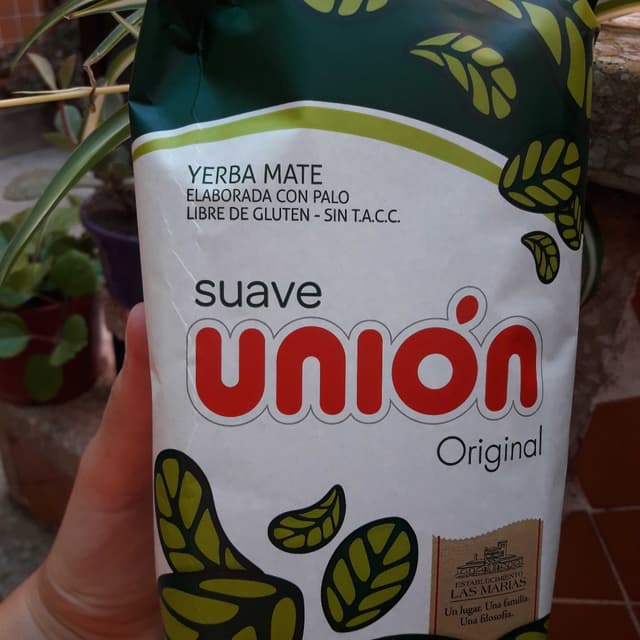 YERBA MATE
ELABORADA CON PALO
LIBRE DE GLUTEN - SIN T.A.C.C.
suave
unión
Original
ESTABLECIMIENTO
LAS MARÍAS
Un lugar. Una familia.
Una filosofía.